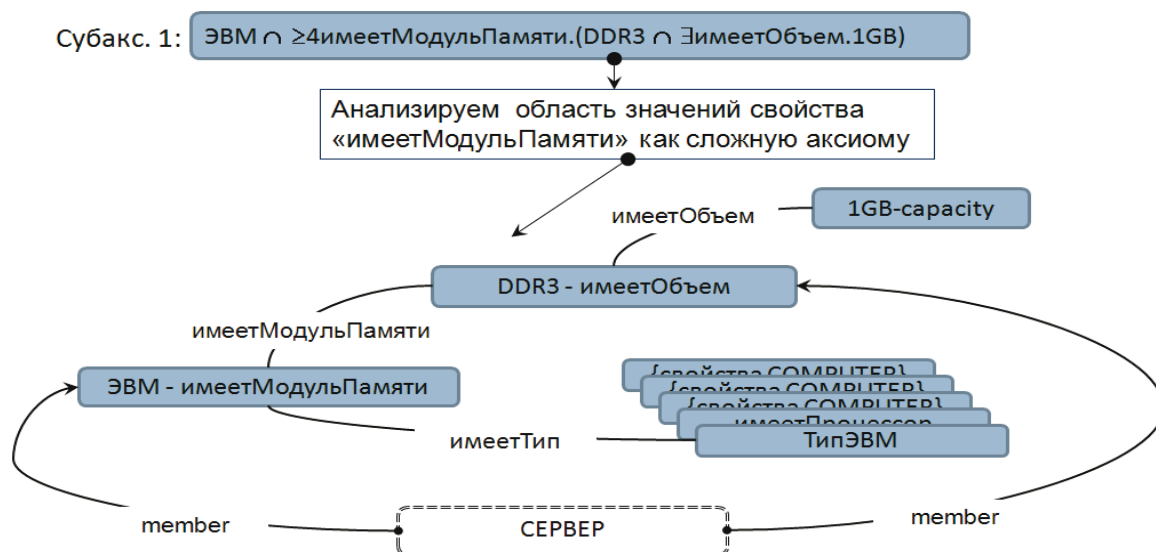 Субакс. 1: ЭВМ ∩ ≥4имеетМодульПамяти.(DDR3 ∩ ∃имеетОбъем.1GB)
Анализируем область значений свойства
«имеетМодульПамяти» как сложную аксиому
имеетОбъем
1GB-capacity
DDR3 - имеетОбъем
имеетМодульПамяти
ЭВМ - имеетМодульПамяти
{свойства COMPUTER}
{свойства COMPUTER}
{свойства COMPUTER}
имеетПроцессор
ТипЭВМ
имеетТип
member
СЕРВЕР
member